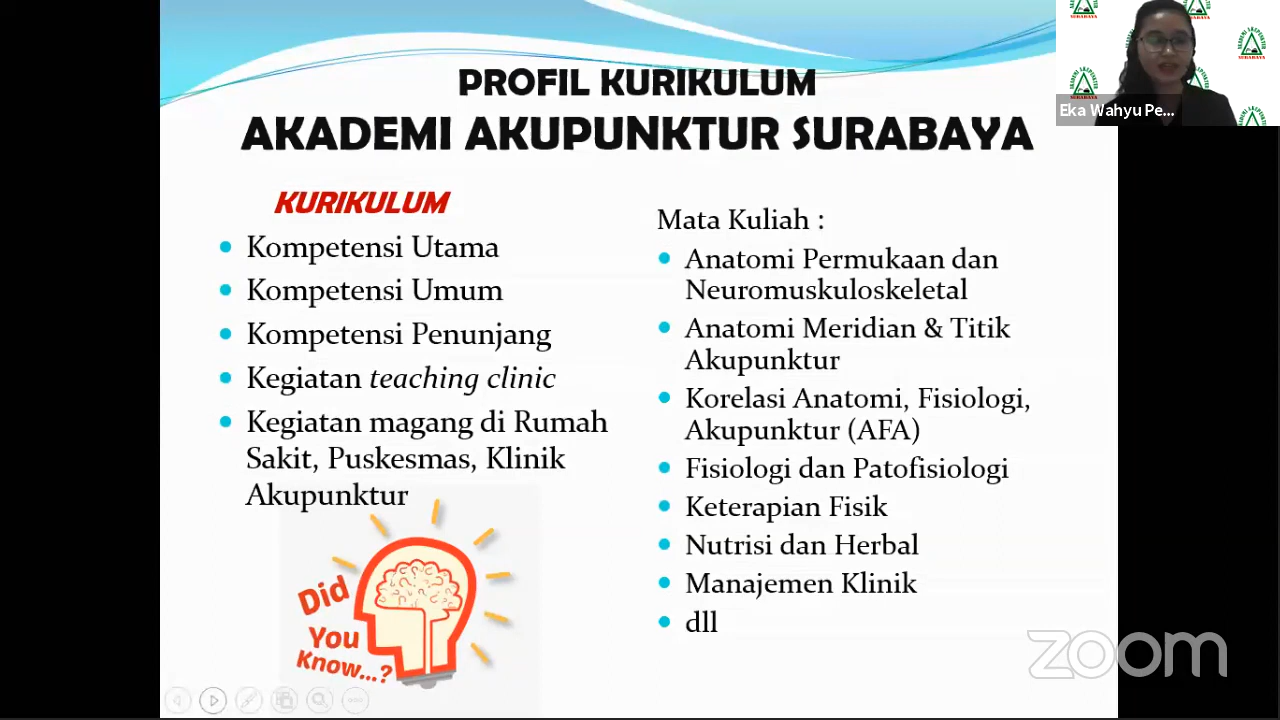 PROFIL KURIKULUM
AKADEMI AKUPUNKTUR SURABAYA
KURIKULUM
Kompetensi Utama
Kompetensi Umum
Kompetensi Penunjang
Kegiatan teaching clinic
Kegiatan magang di Rumah
Sakit, Puskesmas, Klinik
Akupunktur
Did
You
Know...?
Mata Kuliah :
Anatomi Permukaan dan
Neuromuskuloskeletal
Anatomi Meridian & Titik
Akupunktur
Korelasi Anatomi, Fisiologi,
Akupunktur (AFA)
Fisiologi dan Patofisiologi
Keterapian Fisik
Nutrisi dan Herbal
Manajemen Klinik
dll
Eka Wahyu Pe...
zoom